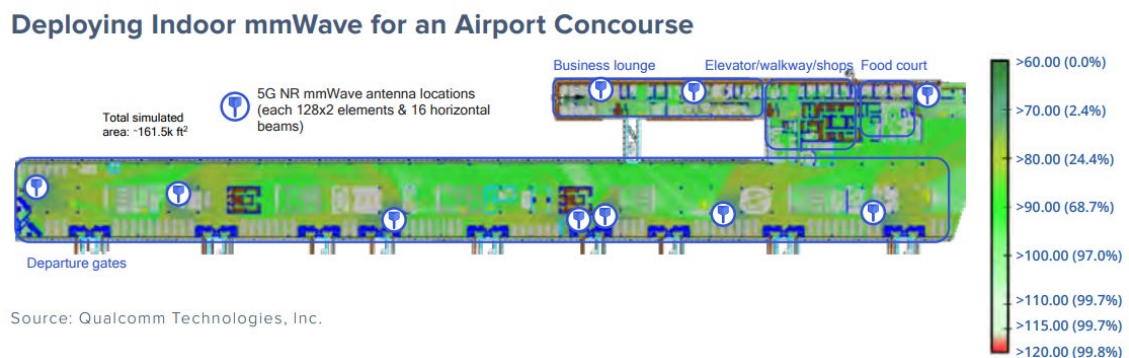 Deploying Indoor mmWave for an Airport Concourse
Business lounge
Elevator/walkway/shops
Food court
5G NR mmWave antenna locations
(each 128x2 elements & 16 horizontal
beams)
Total simulated
area: ~161.5k ft²
Departure gates
Source: Qualcomm Technologies, Inc.
>60.00 (0.0%)
>70.00 (2.4%)
>80.00 (24.4%)
>90.00 (68.7%)
>100.00 (97.0%)
>110.00 (99.7%)
>115.00 (99.7%)
>120.00 (99.8%)